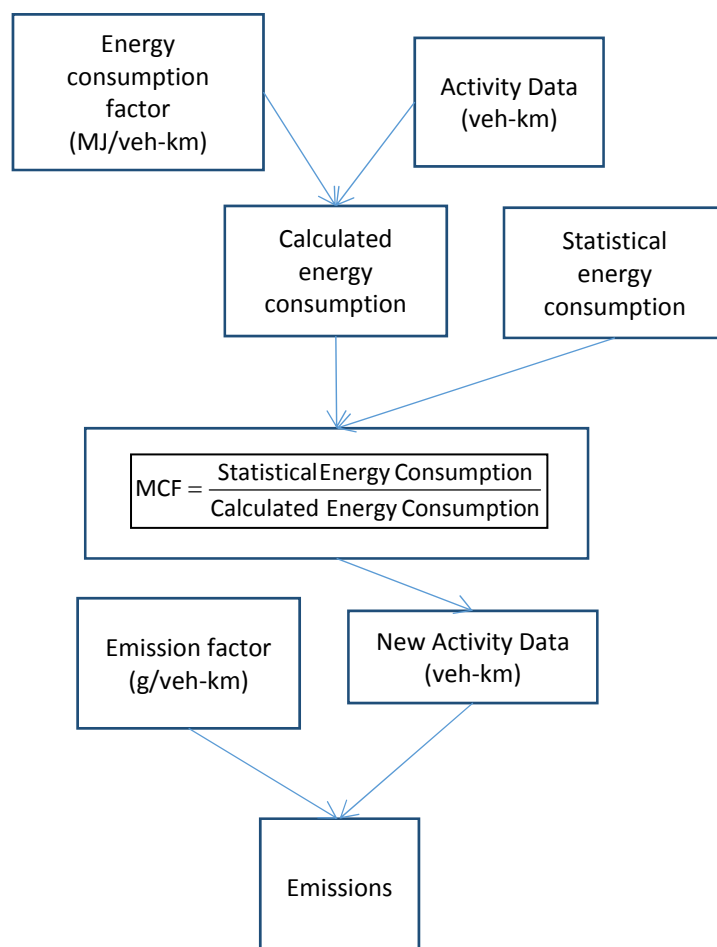 Energy
consumption
factor
(MJ/veh-km)
Activity Data
(veh-km)
Calculated
energy
consumption
Statistical
energy
consumption
MCF = Statistical Energy Consumption
Calculated Energy Consumption
Emission factor
(g/veh-km)
New Activity Data
(veh-km)
Emissions